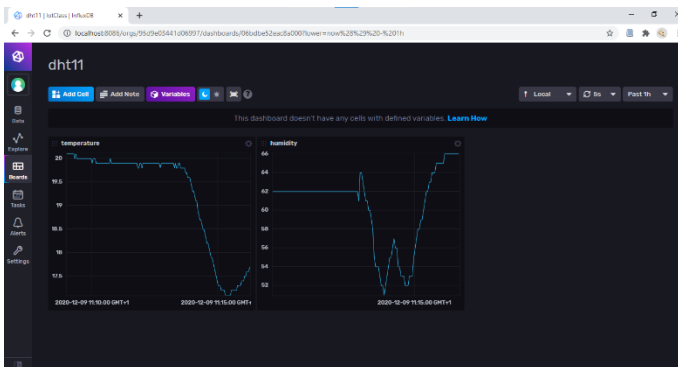 dht11 | IotClass | InfluxDB
localhost:8086/orgs/95d9e03441d06997/dashboards/06bdbe52eac8a000?lower=now%28%29%20-%201h
dht11
Add Cell
Add Note
Variables
Local
5s
Past 1h
This dashboard doesn't have any cells with defined variables. Learn How
Data
Explore
Boards
Tasks
Alerts
Settings
temperature
20
19.5
19
18.5
18
17.5
2020-12-09 11:10:00 GMT+1
2020-12-09 11:15:00 GMT+
humidity
66
64
62
60
58
56
54
52
2020-12-09 11:15:00 GMT+1